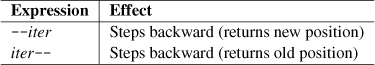 Expression Effect
--iter Steps backward (returns new position)
iter-- Steps backward (returns old position)